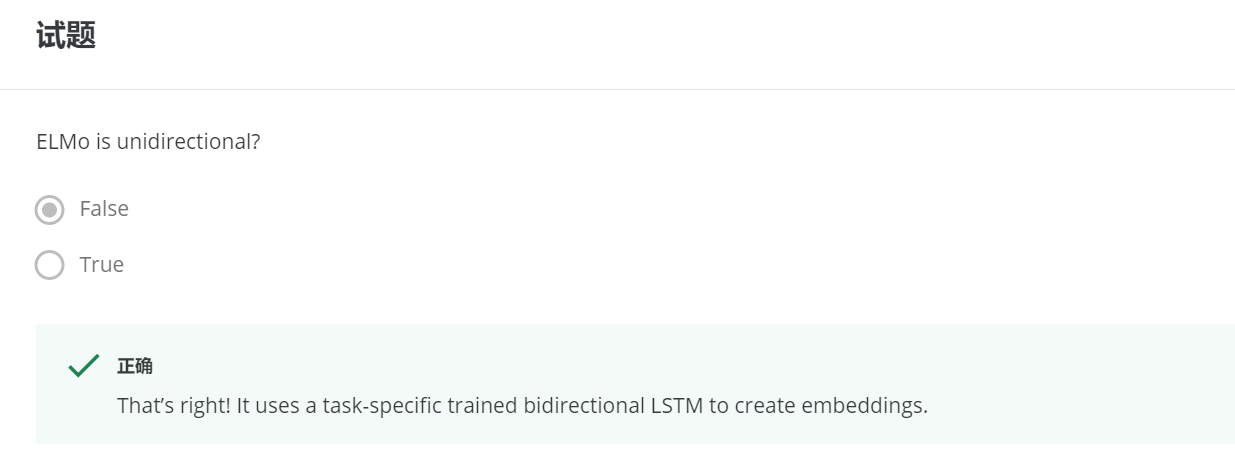 试题
ELMo is unidirectional?
False
True
正确
That’s right! It uses a task-specific trained bidirectional LSTM to create embeddings.